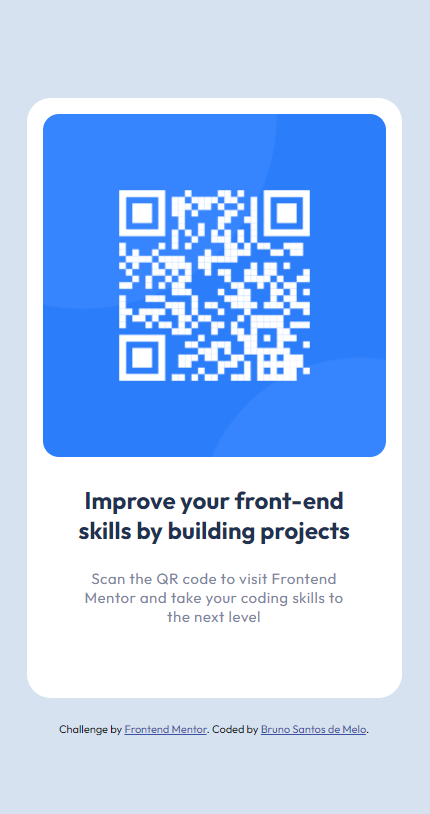 Improve your front-end
skills by building projects
Scan the QR code to visit Frontend
Mentor and take your coding skills to
the next level
Challenge by Frontend Mentor. Coded by Bruno Santos de Melo.